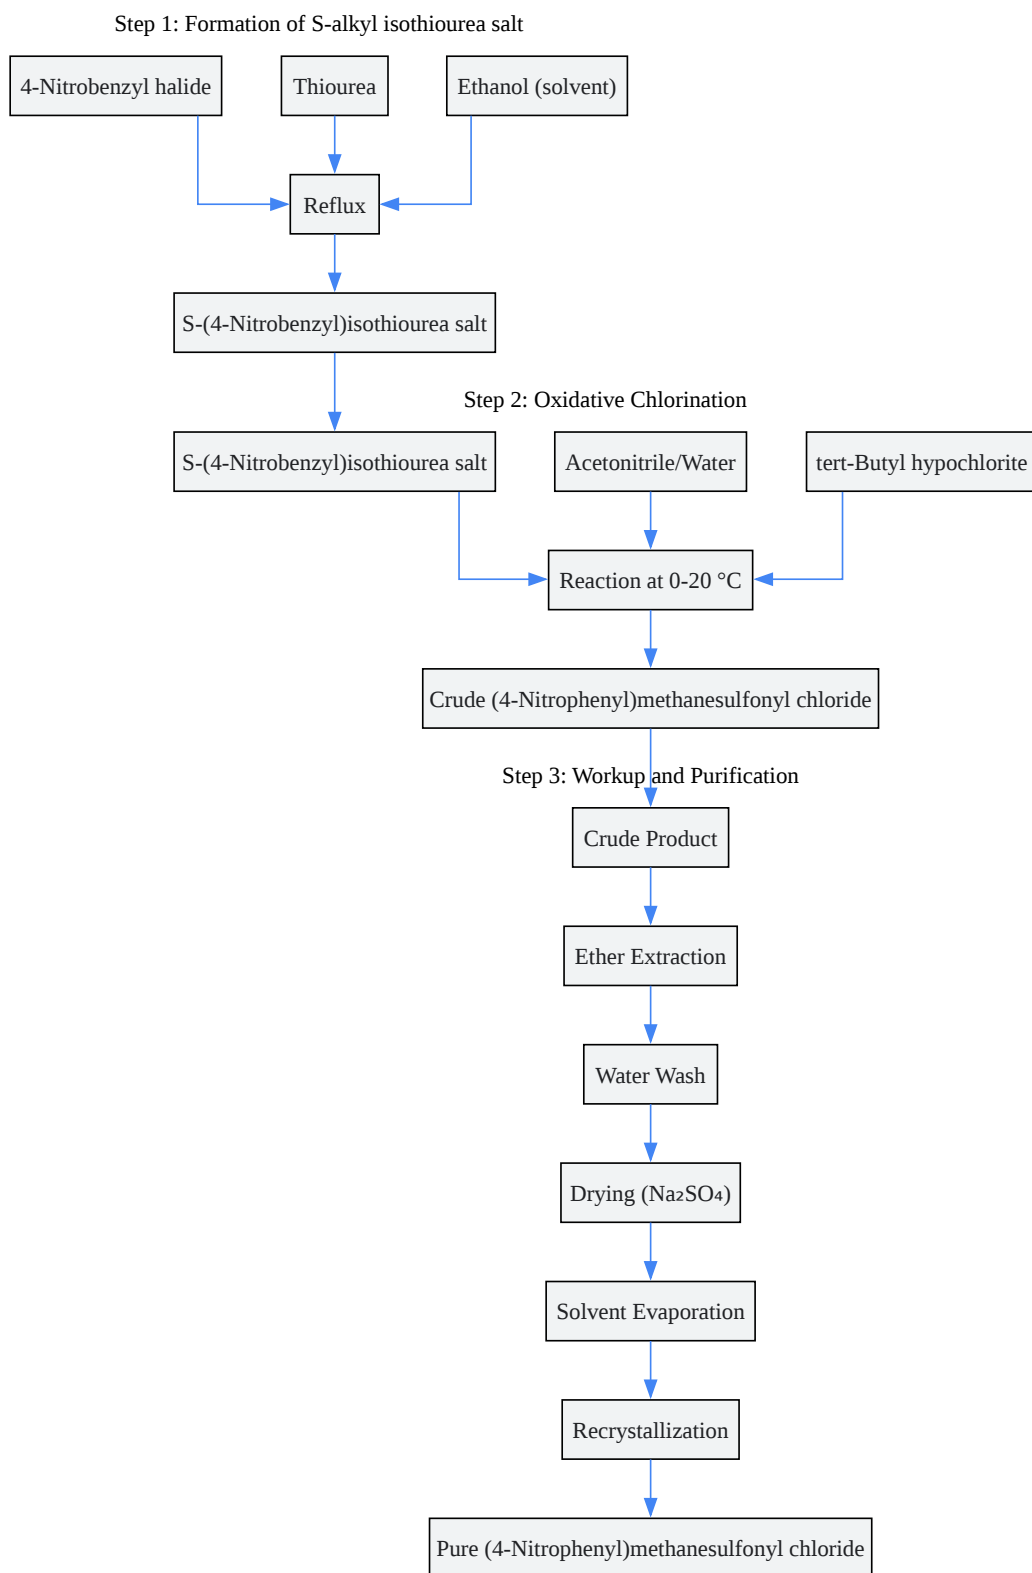 Step 1: Formation of S-alkyl isothiourea salt
4-Nitrobenzyl halide
Thiourea
Ethanol (solvent)
Reflux
S-(4-Nitrobenzyl)isothiourea salt
Step 2: Oxidative Chlorination
S-(4-Nitrobenzyl)isothiourea salt
Acetonitrile/Water
tert-Butyl hypochlorite
Reaction at 0-20 °C
Crude (4-Nitrophenyl)methanesulfonyl chloride
Step 3: Workup and Purification
Crude Product
Ether Extraction
Water Wash
Drying (Na₂SO₄)
Solvent Evaporation
Recrystallization
Pure (4-Nitrophenyl)methanesulfonyl chloride